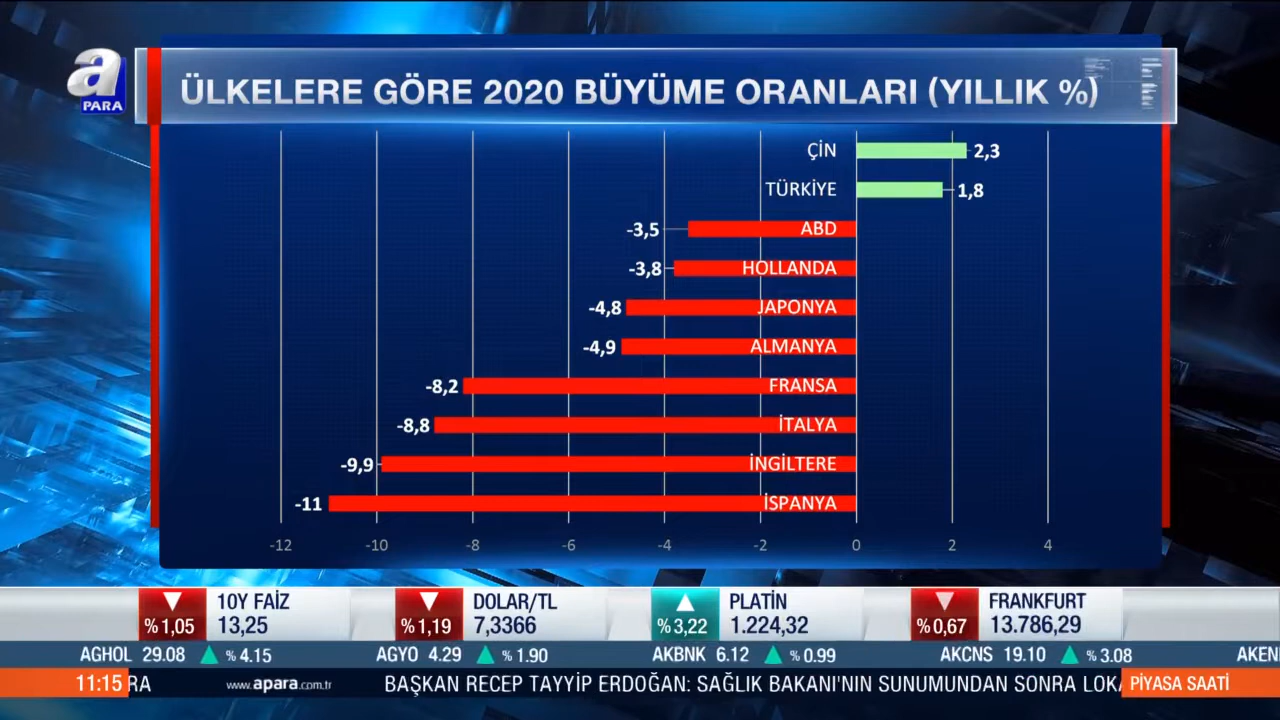 a
PARA
ÜLKELERE GÖRE 2020 BÜYÜME ORANLARI (YILLIK %)
ÇİN 2,3
TÜRKİYE 1,8
-3,5 ABD
-3,8 HOLLANDA
-4,8 JAPONYA
-4,9 ALMANYA
-8,2 FRANSA
-8,8 İTALYA
-9,9 İNGİLTERE
-11 İSPANYA
-12 -10 -8 -6 -4 -2 0 2 4
%1,05 10Y FAİZ 13,25
%1,19 DOLAR/TL 7,3366
%3,22 PLATİN 1.224,32
%0,67 FRANKFURT 13.786,29
AGHOL 29.08 %4.15 AGYO 4.29 %1.90 AKBNK 6.12 %0.99 AKCNS 19.10 %3.08 AKEN
11:15 RA www.apara.com.tr BAŞKAN RECEP TAYYİP ERDOĞAN: SAĞLIK BAKANI'NIN SUNUMUNDAN SONRA LOKA PİYASA SAATİ